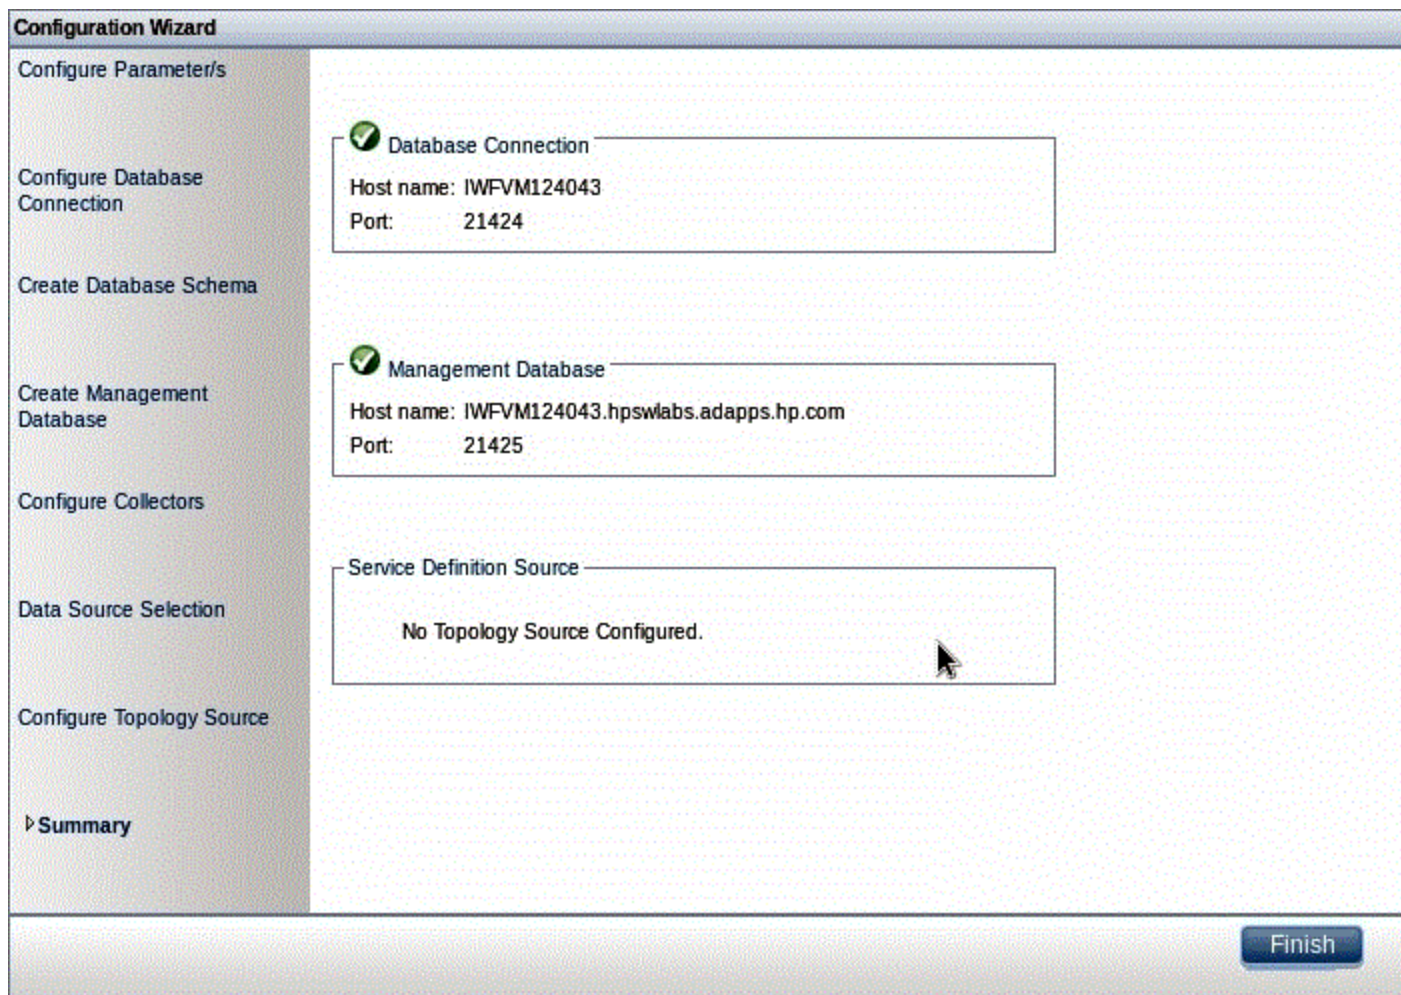 Configuration Wizard
Configure Parameter/s
Configure Database
Connection
Create Database Schema
Create Management
Database
Configure Collectors
Data Source Selection
Configure Topology Source
Summary
Database Connection
Host name: IWFVM124043
Port: 21424
Management Database
Host name: IWFVM124043.hpswlabs.adapps.hp.com
Port: 21425
Service Definition Source
No Topology Source Configured.
Finish